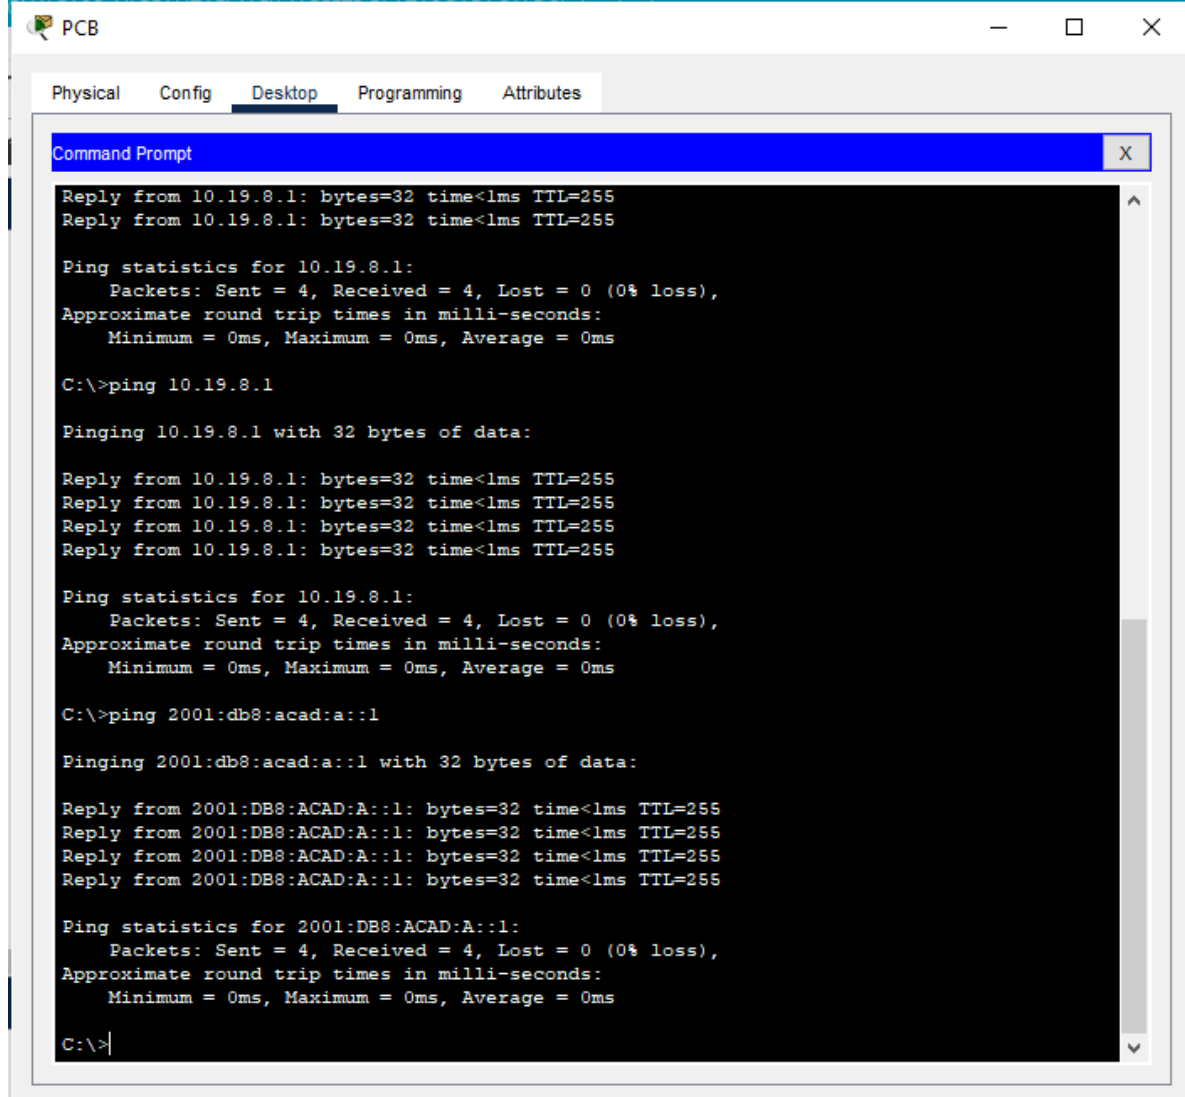 PCB
Physical Config Desktop Programming Attributes
Command Prompt X
Reply from 10.19.8.1: bytes=32 time<1ms TTL=255
Reply from 10.19.8.1: bytes=32 time<1ms TTL=255
Ping statistics for 10.19.8.1:
Packets: Sent = 4, Received = 4, Lost = 0 (0% loss),
Approximate round trip times in milli-seconds:
Minimum = 0ms, Maximum = 0ms, Average = 0ms
C:\>ping 10.19.8.1
Pinging 10.19.8.1 with 32 bytes of data:
Reply from 10.19.8.1: bytes=32 time<1ms TTL=255
Reply from 10.19.8.1: bytes=32 time<1ms TTL=255
Reply from 10.19.8.1: bytes=32 time<1ms TTL=255
Reply from 10.19.8.1: bytes=32 time<1ms TTL=255
Ping statistics for 10.19.8.1:
Packets: Sent = 4, Received = 4, Lost = 0 (0% loss),
Approximate round trip times in milli-seconds:
Minimum = 0ms, Maximum = 0ms, Average = 0ms
C:\>ping 2001:db8:acad:a::1
Pinging 2001:db8:acad:a::1 with 32 bytes of data:
Reply from 2001:DB8:ACAD:A::1: bytes=32 time<1ms TTL=255
Reply from 2001:DB8:ACAD:A::1: bytes=32 time<1ms TTL=255
Reply from 2001:DB8:ACAD:A::1: bytes=32 time<1ms TTL=255
Reply from 2001:DB8:ACAD:A::1: bytes=32 time<1ms TTL=255
Ping statistics for 2001:DB8:ACAD:A::1:
Packets: Sent = 4, Received = 4, Lost = 0 (0% loss),
Approximate round trip times in milli-seconds:
Minimum = 0ms, Maximum = 0ms, Average = 0ms
C:\>